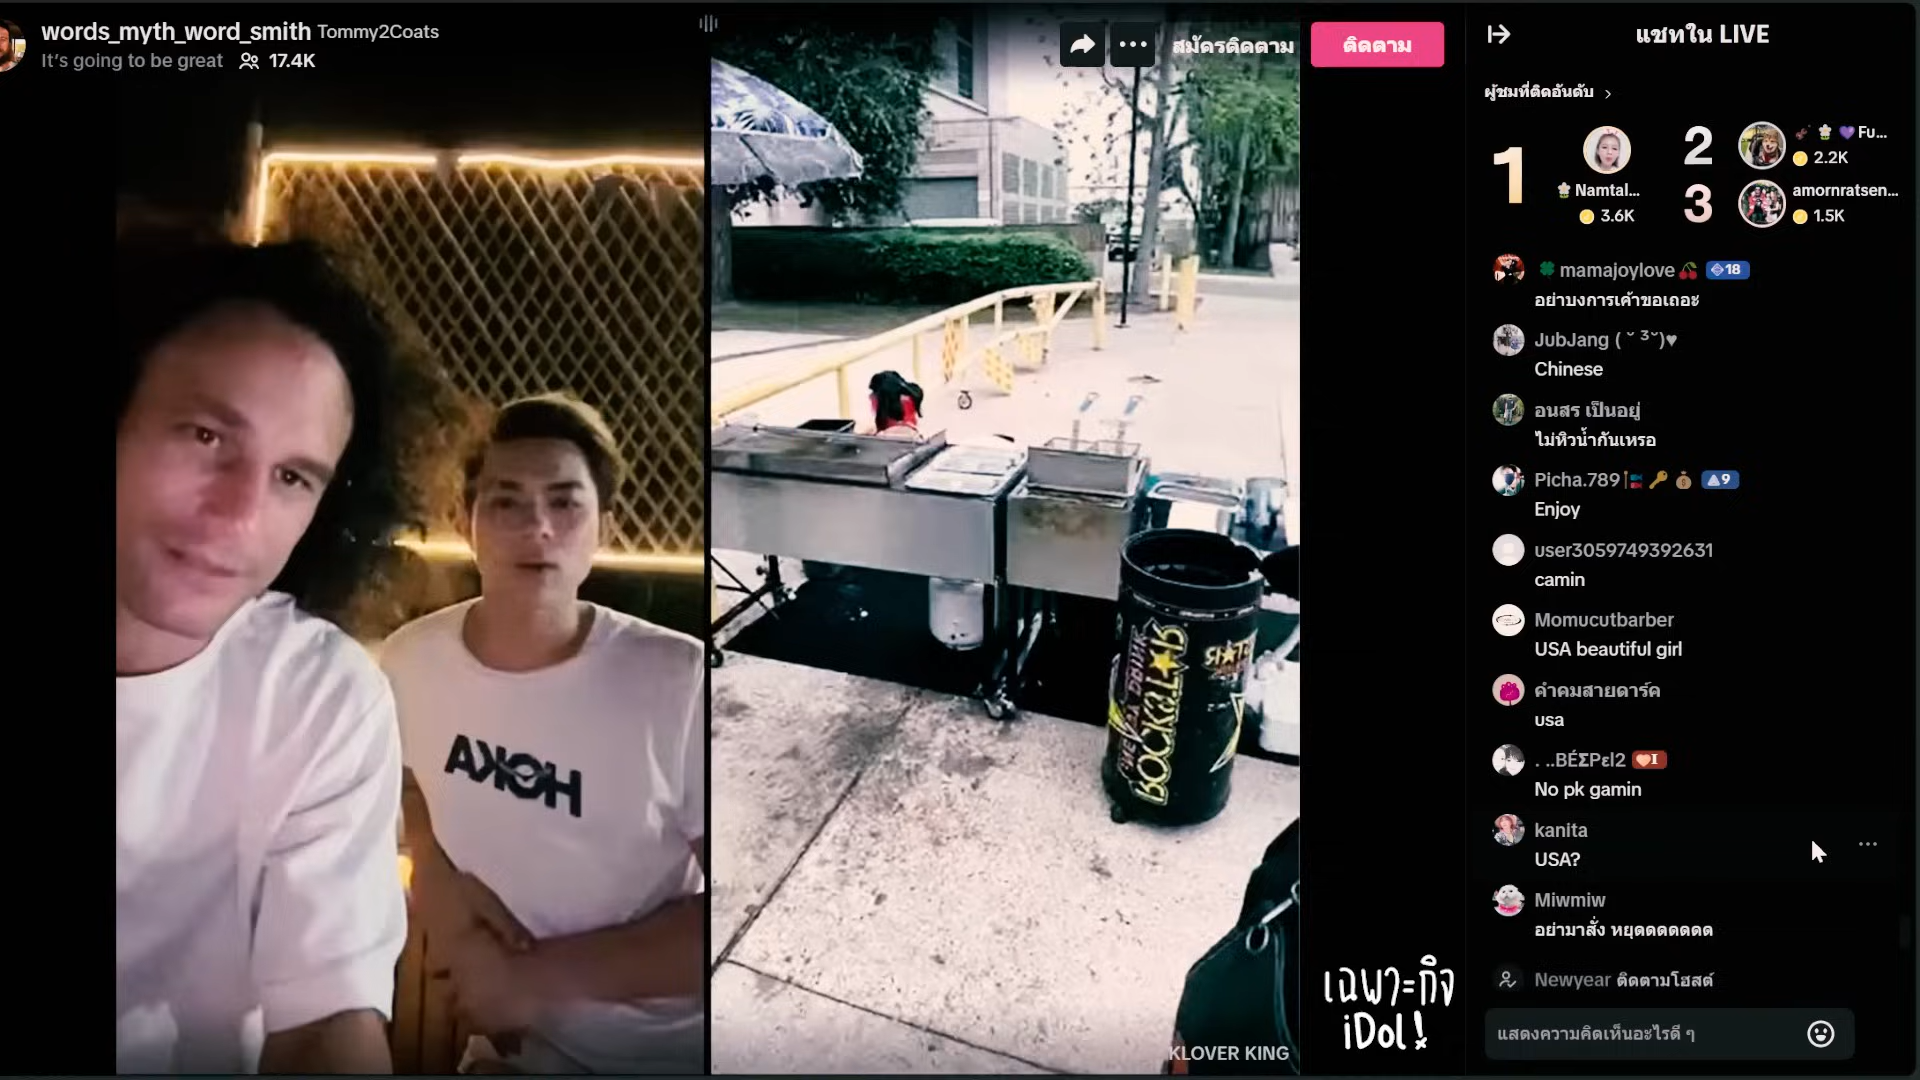 words_myth_word_smith Tommy2Coats
It's going to be great 17.4K
สมัครติดตาม
ติดตาม
แชทใน LIVE
ผู้ชมที่ติดอันดับ
1
Namtal...
3.6K
2
Fu...
2.2K
3
amornratsen...
1.5K
mamajoylove 18
อย่าบงการเค้าขอเถอะ
JubJang ( ˘ ³˘)♥
Chinese
อนสร เป็นอยู่
ไม่หิวน้ำกันเหรอ
Picha.789 9
Enjoy
user3059749392631
camin
Momucutbarber
USA beautiful girl
คำคมสายดาร์ค
usa
. ..BÉΣPεl2 I
No pk gamin
kanita
USA?
Miwmiw
อย่ามาสั่ง หยุดดดดดดด
Newyear ติดตามโฮสต์
แสดงความคิดเห็นอะไรดี ๆ
HOKA
ROCKSTAR
KLOVER KING
เฉพาะกิจ
iDol!